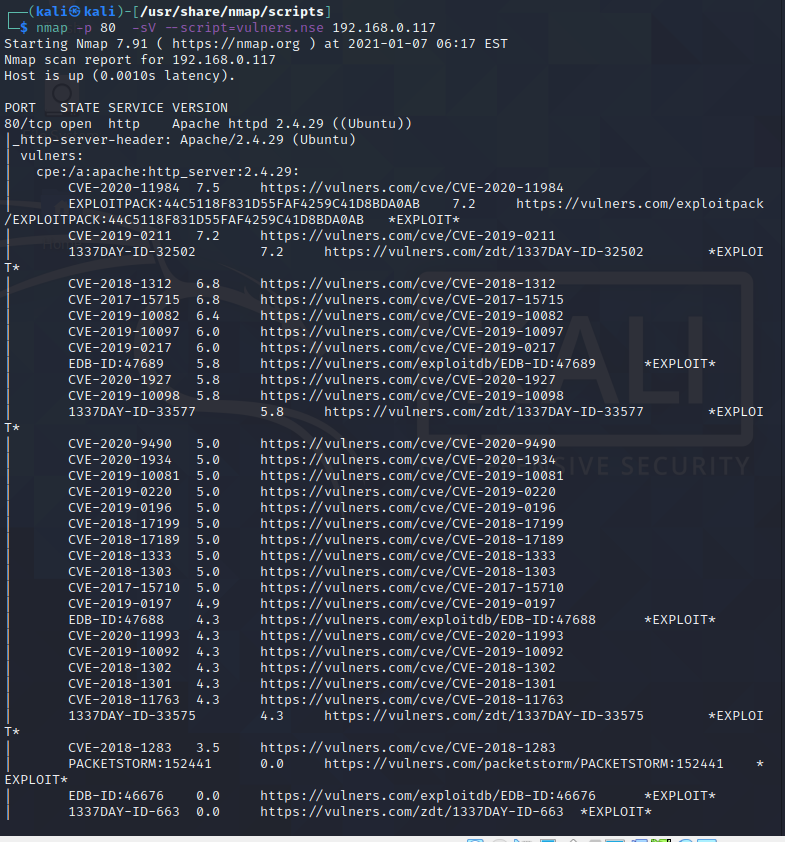 ┌──(kali㉿kali)-[/usr/share/nmap/scripts]
└─$ nmap -p 80  -sV --script=vulners.nse 192.168.0.117
Starting Nmap 7.91 ( https://nmap.org ) at 2021-01-07 06:17 EST
Nmap scan report for 192.168.0.117
Host is up (0.0010s latency).

PORT   STATE SERVICE VERSION
80/tcp open  http    Apache httpd 2.4.29 ((Ubuntu))
|_http-server-header: Apache/2.4.29 (Ubuntu)
| vulners:
|   cpe:/a:apache:http_server:2.4.29:
|       CVE-2020-11984  7.5     https://vulners.com/cve/CVE-2020-11984
|       EXPLOITPACK:44C5118F831D55FAF4259C41D8BDA0AB    7.2     https://vulners.com/exploitpack
/EXPLOITPACK:44C5118F831D55FAF4259C41D8BDA0AB   *EXPLOIT*
|       CVE-2019-0211   7.2     https://vulners.com/cve/CVE-2019-0211
|       1337DAY-ID-32502        7.2     https://vulners.com/zdt/1337DAY-ID-32502        *EXPLOI
T*
|       CVE-2018-1312   6.8     https://vulners.com/cve/CVE-2018-1312
|       CVE-2017-15715  6.8     https://vulners.com/cve/CVE-2017-15715
|       CVE-2019-10082  6.4     https://vulners.com/cve/CVE-2019-10082
|       CVE-2019-10097  6.0     https://vulners.com/cve/CVE-2019-10097
|       CVE-2019-0217   6.0     https://vulners.com/cve/CVE-2019-0217
|       EDB-ID:47689    5.8     https://vulners.com/exploitdb/EDB-ID:47689      *EXPLOIT*
|       CVE-2020-1927   5.8     https://vulners.com/cve/CVE-2020-1927
|       CVE-2019-10098  5.8     https://vulners.com/cve/CVE-2019-10098
|       1337DAY-ID-33577        5.8     https://vulners.com/zdt/1337DAY-ID-33577        *EXPLOI
T*
|       CVE-2020-9490   5.0     https://vulners.com/cve/CVE-2020-9490
|       CVE-2020-1934   5.0     https://vulners.com/cve/CVE-2020-1934
|       CVE-2019-10081  5.0     https://vulners.com/cve/CVE-2019-10081
|       CVE-2019-0220   5.0     https://vulners.com/cve/CVE-2019-0220
|       CVE-2019-0196   5.0     https://vulners.com/cve/CVE-2019-0196
|       CVE-2018-17199  5.0     https://vulners.com/cve/CVE-2018-17199
|       CVE-2018-17189  5.0     https://vulners.com/cve/CVE-2018-17189
|       CVE-2018-1333   5.0     https://vulners.com/cve/CVE-2018-1333
|       CVE-2018-1303   5.0     https://vulners.com/cve/CVE-2018-1303
|       CVE-2017-15710  5.0     https://vulners.com/cve/CVE-2017-15710
|       CVE-2019-0197   4.9     https://vulners.com/cve/CVE-2019-0197
|       EDB-ID:47688    4.3     https://vulners.com/exploitdb/EDB-ID:47688      *EXPLOIT*
|       CVE-2020-11993  4.3     https://vulners.com/cve/CVE-2020-11993
|       CVE-2019-10092  4.3     https://vulners.com/cve/CVE-2019-10092
|       CVE-2018-1302   4.3     https://vulners.com/cve/CVE-2018-1302
|       CVE-2018-1301   4.3     https://vulners.com/cve/CVE-2018-1301
|       CVE-2018-11763  4.3     https://vulners.com/cve/CVE-2018-11763
|       1337DAY-ID-33575        4.3     https://vulners.com/zdt/1337DAY-ID-33575        *EXPLOI
T*
|       CVE-2018-1283   3.5     https://vulners.com/cve/CVE-2018-1283
|       PACKETSTORM:152441      0.0     https://vulners.com/packetstorm/PACKETSTORM:152441    *
EXPLOIT*
|       EDB-ID:46676    0.0     https://vulners.com/exploitdb/EDB-ID:46676      *EXPLOIT*
|       1337DAY-ID-663  0.0     https://vulners.com/zdt/1337DAY-ID-663  *EXPLOIT*